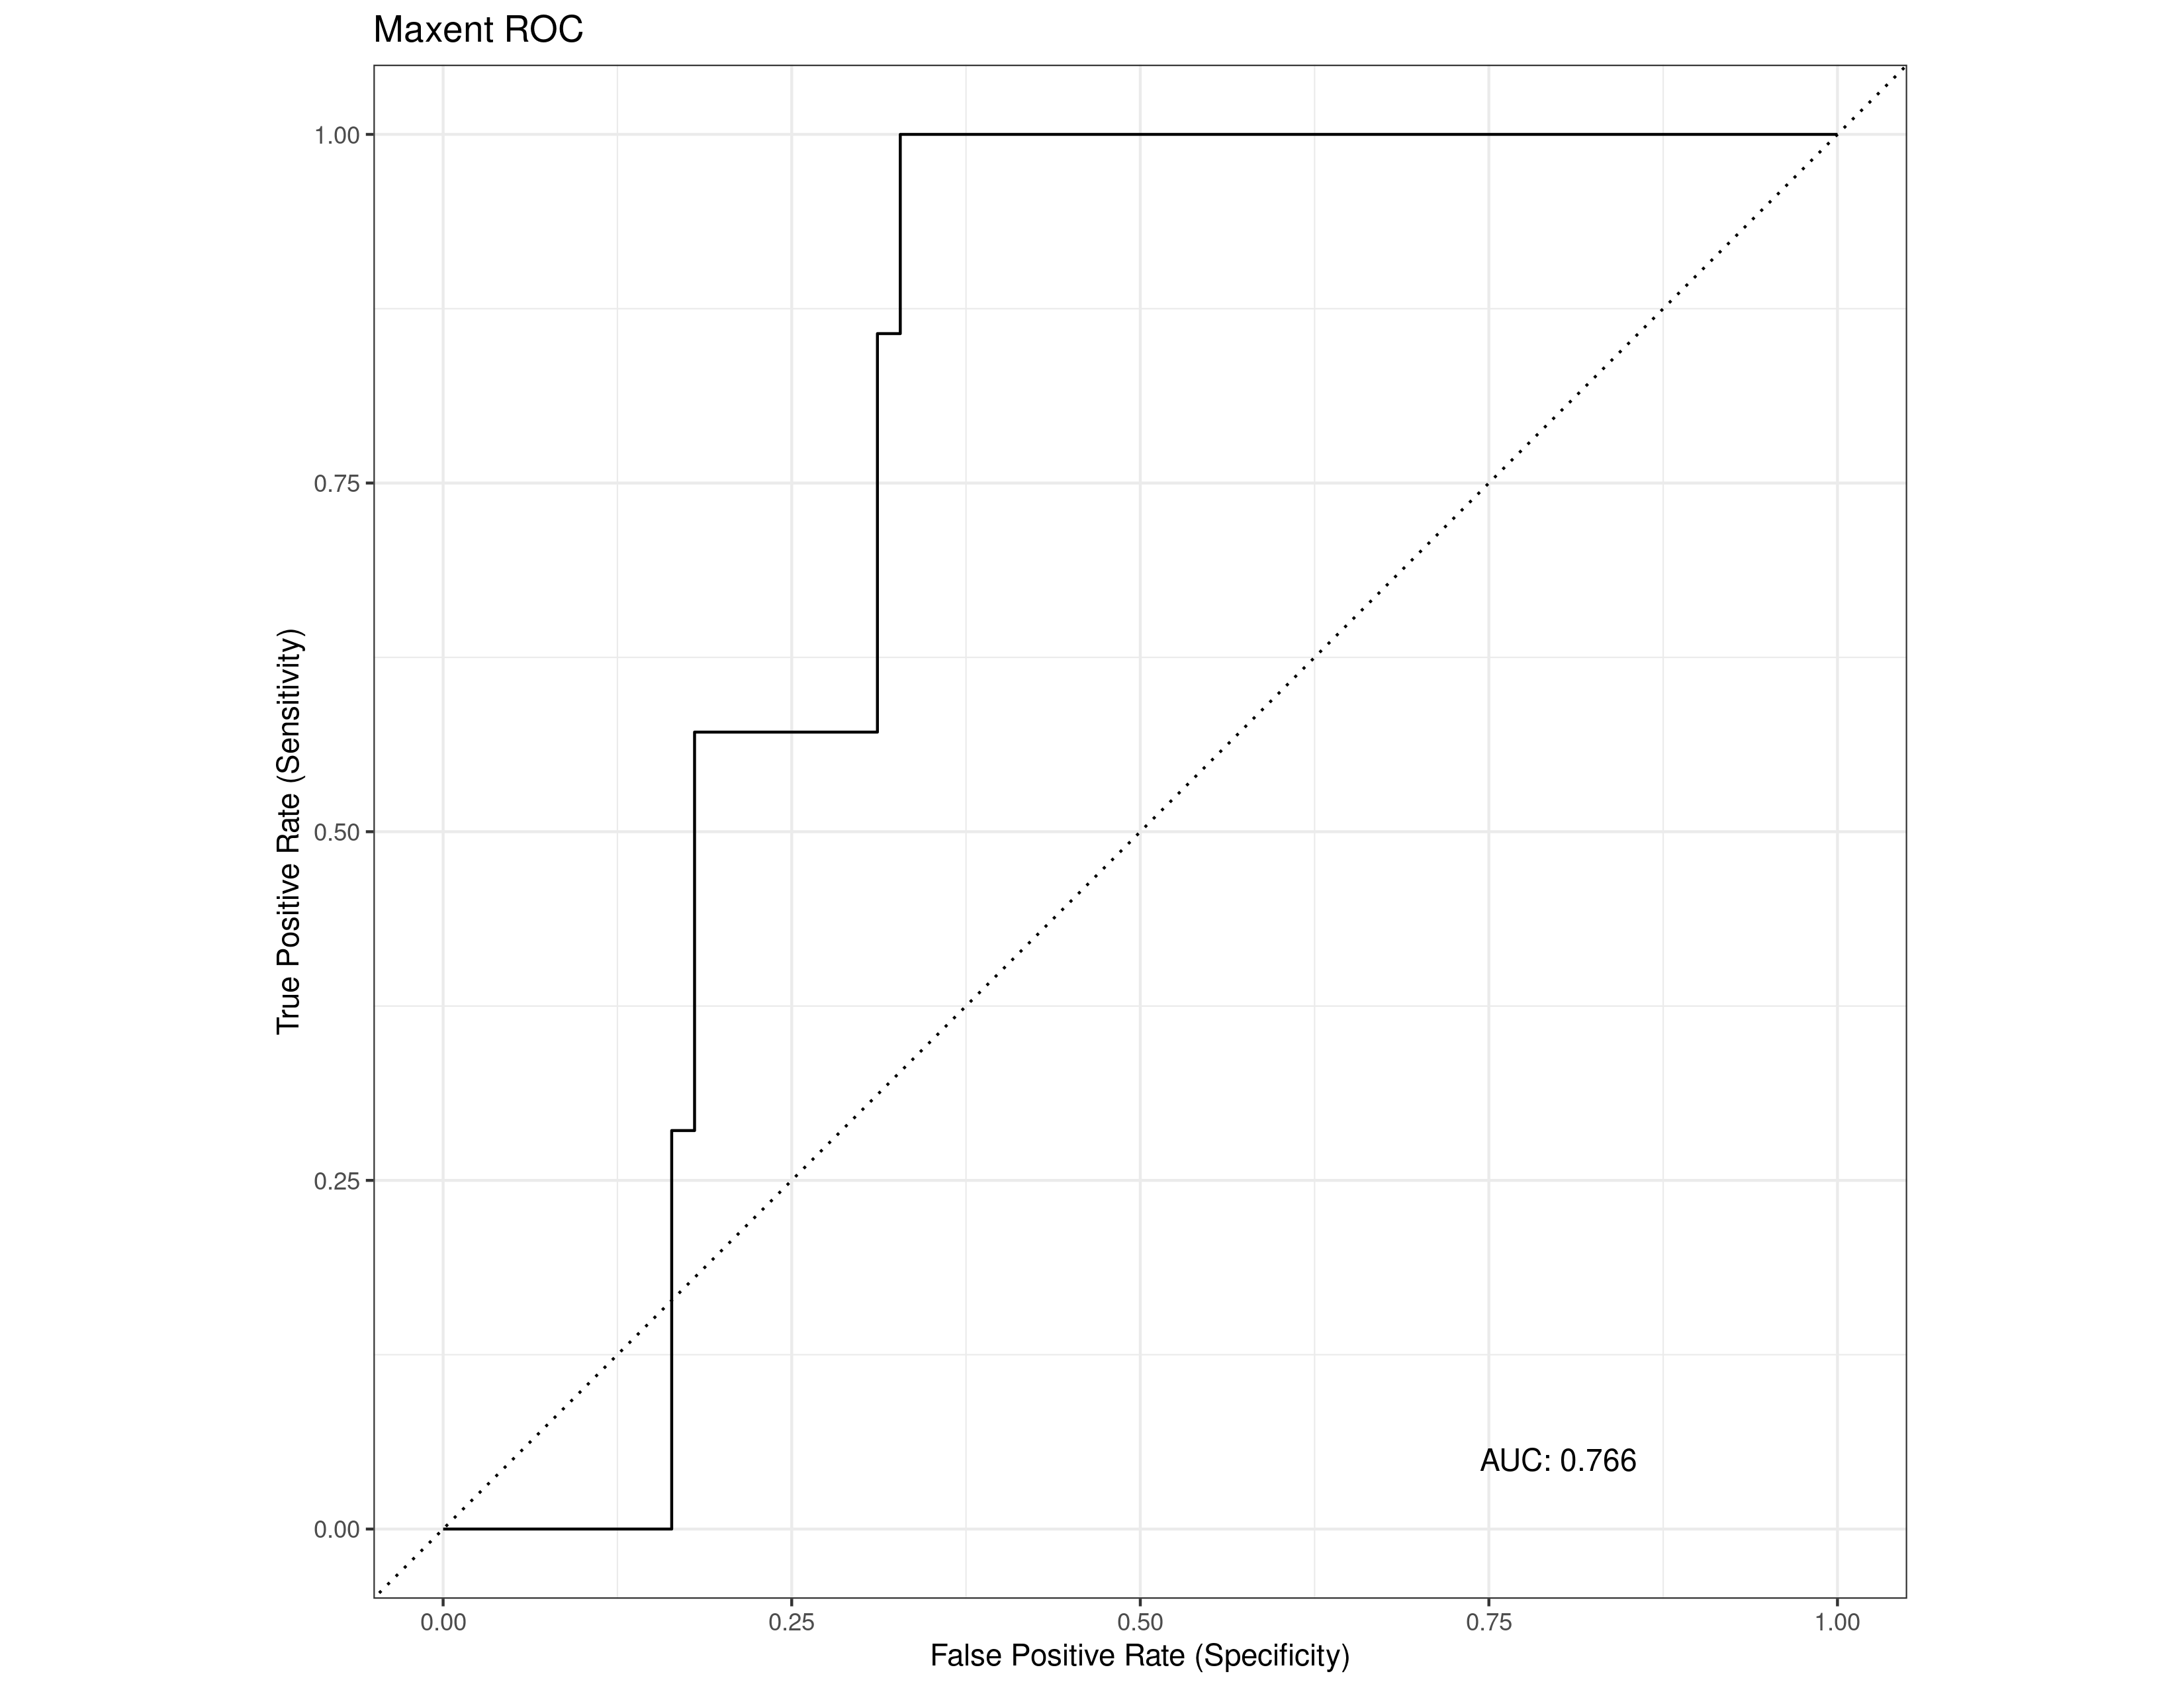 Maxent ROC
True Positive Rate (Sensitivity)
1.00
0.75
0.50
0.25
0.00
AUC: 0.766
0.00 0.25 0.50 0.75 1.00
False Positive Rate (Specificity)